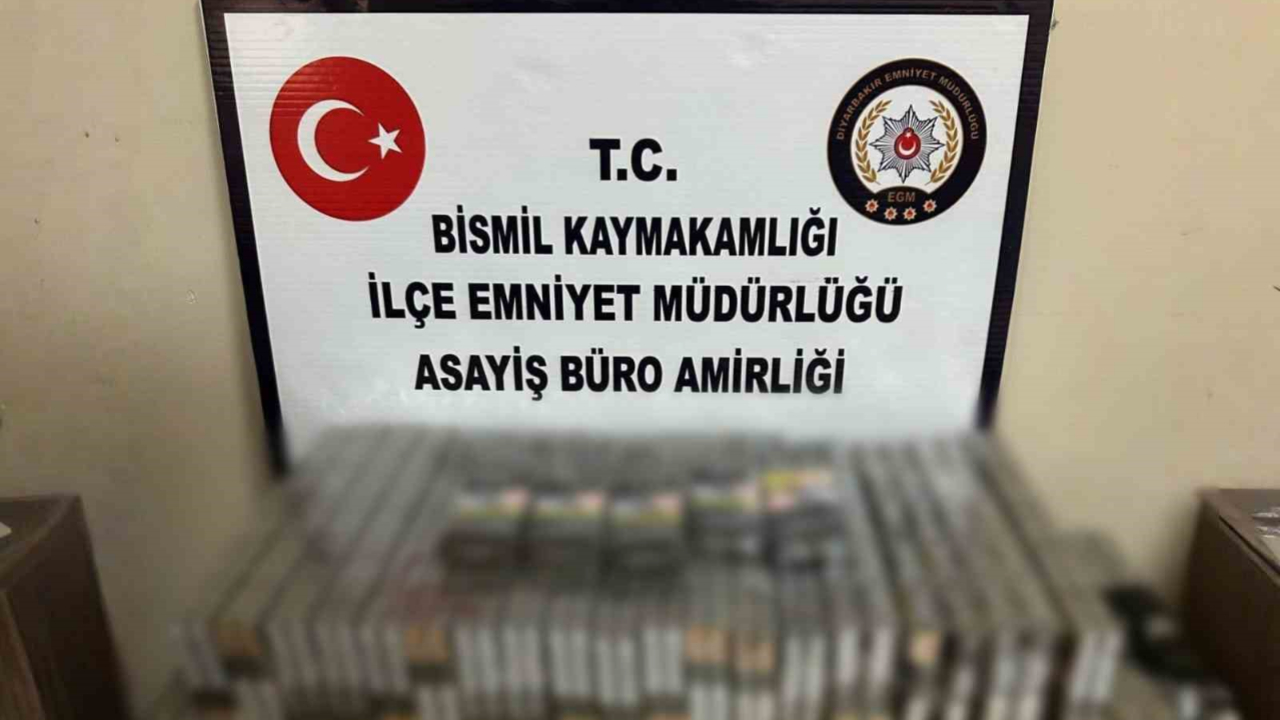 T.C.
BİSMİL KAYMAKAMLIĞI
İLÇE EMNİYET MÜDÜRLÜĞÜ
ASAYİŞ BÜRO AMİRLİĞİ
DİYARBAKIR EMNİYET MÜDÜRLÜĞÜ
EGM